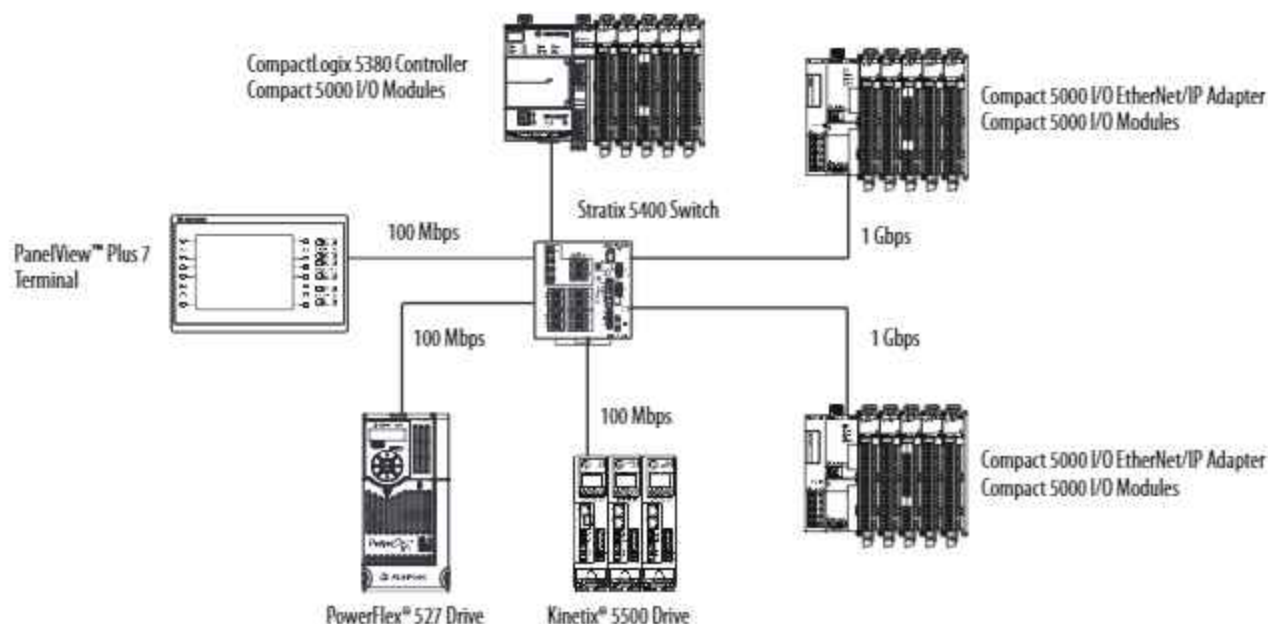 CompactLogix 5380 Controller
Compact 5000 I/O Modules
Compact 5000 I/O EtherNet/IP Adapter
Compact 5000 I/O Modules
Stratix 5400 Switch
100 Mbps
1 Gbps
PanelView™ Plus 7
Terminal
100 Mbps
1 Gbps
100 Mbps
Compact 5000 I/O EtherNet/IP Adapter
Compact 5000 I/O Modules
PowerFlex® 527 Drive
Kinetix® 5500 Drive